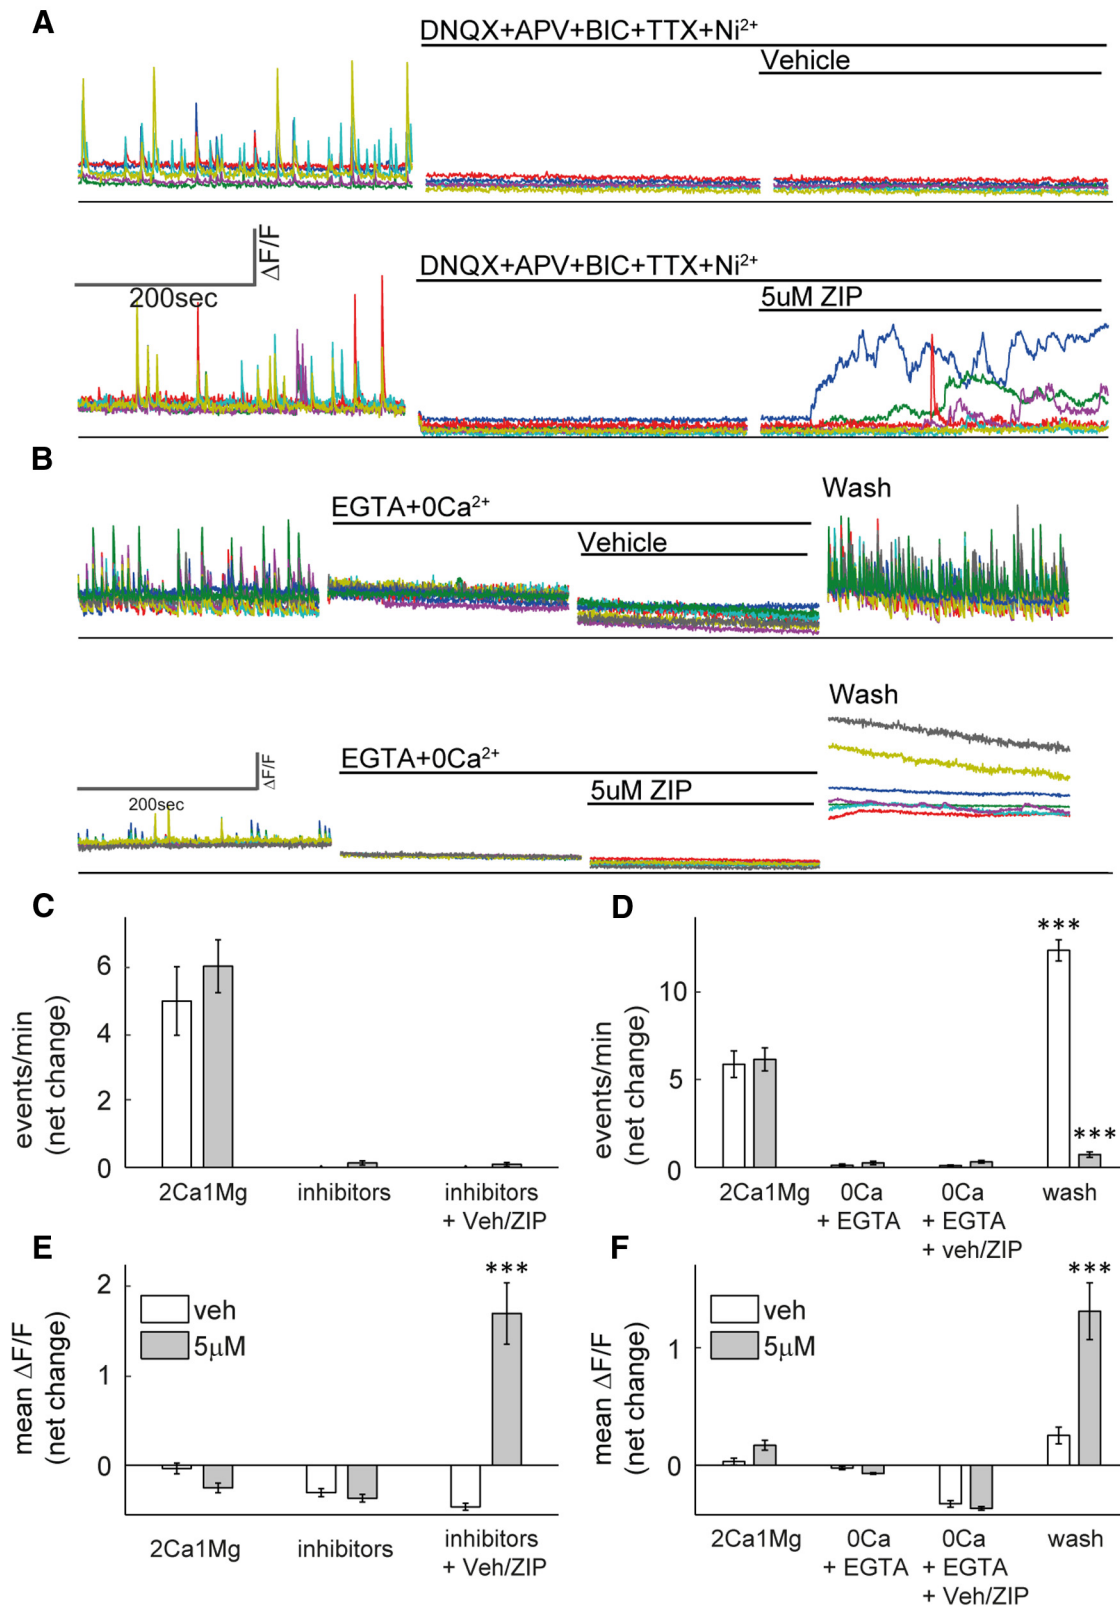 A
DNQX+APV+BIC+TTX+Ni²⁺
Vehicle
ΔF/F
200sec
DNQX+APV+BIC+TTX+Ni²⁺
5uM ZIP
B
EGTA+0Ca²⁺
Vehicle
Wash
ΔF/F
200sec
EGTA+0Ca²⁺
5uM ZIP
Wash
C
events/min
(net change)
6
4
2
0
2Ca1Mg
inhibitors
inhibitors
+ Veh/ZIP
D
events/min
(net change)
10
5
0
***
***
2Ca1Mg
0Ca
+ EGTA
0Ca
+ EGTA
+ veh/ZIP
wash
E
mean ΔF/F
(net change)
2
1
0
veh
5μM
***
2Ca1Mg
inhibitors
inhibitors
+ Veh/ZIP
F
mean ΔF/F
(net change)
1
0
veh
5μM
***
2Ca1Mg
0Ca
+ EGTA
0Ca
+ EGTA
+ Veh/ZIP
wash